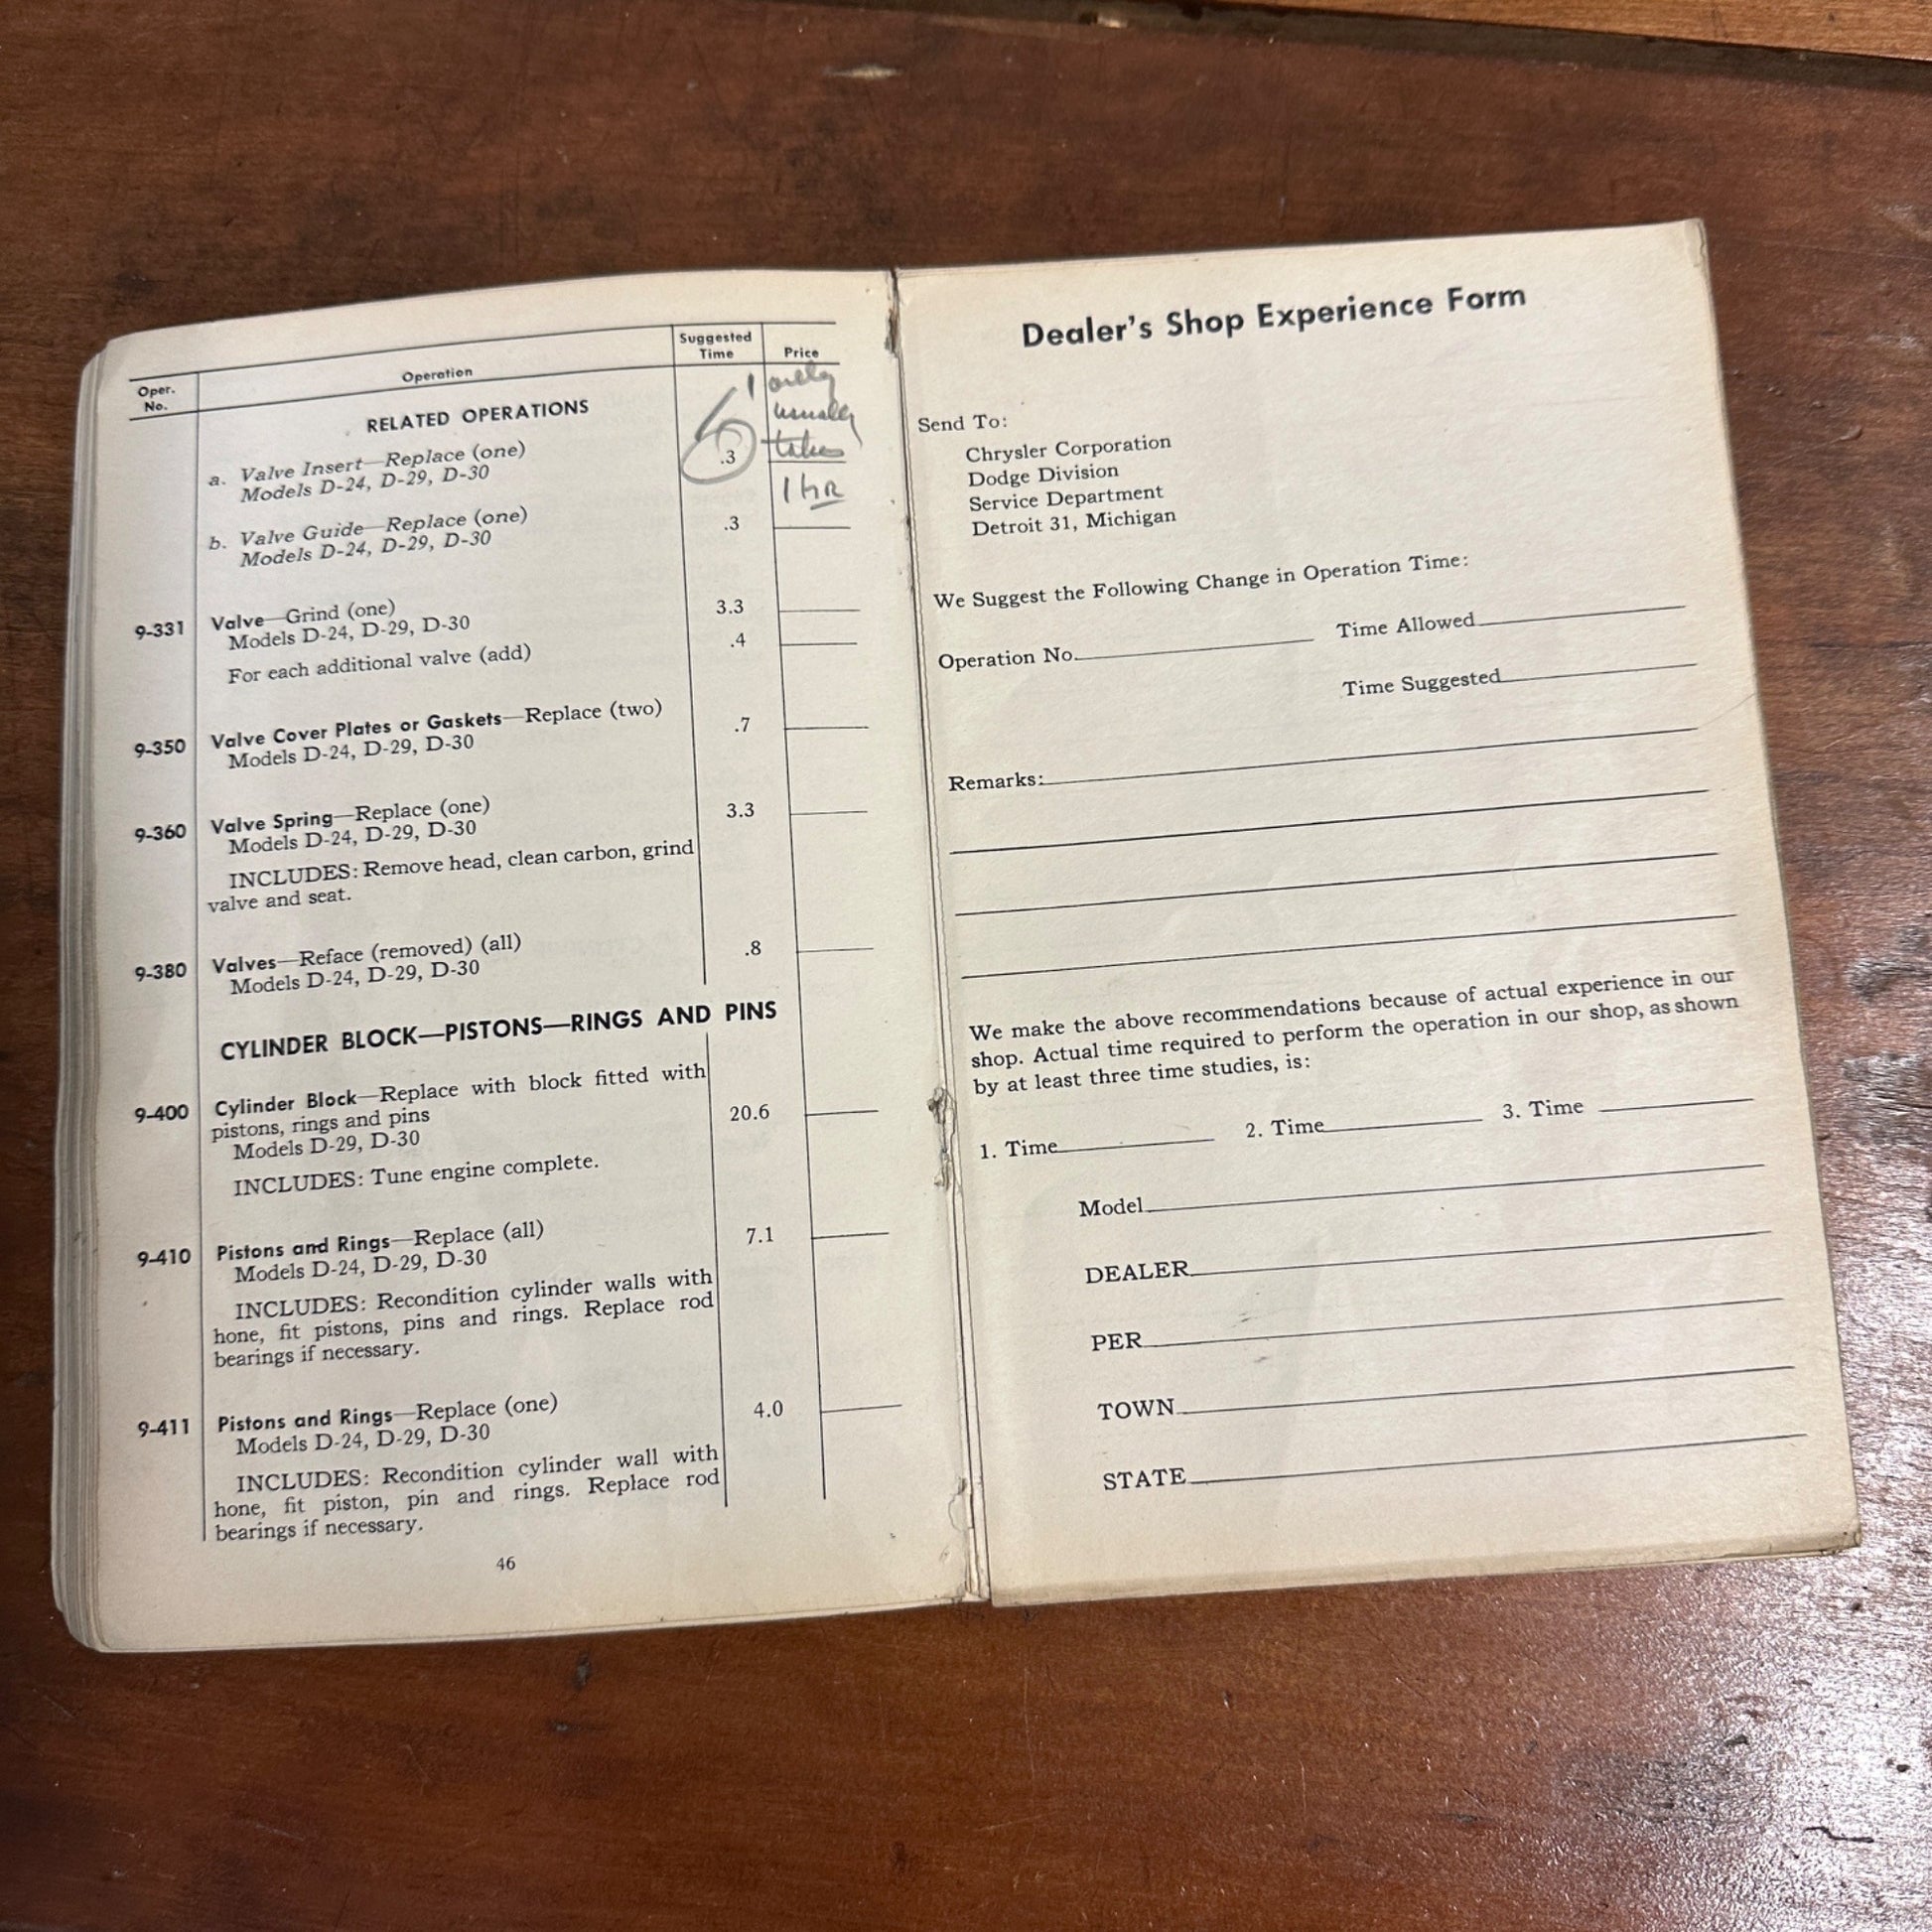 Oper. No. Operation Suggested Time Price
RELATED OPERATIONS
only
usually
takes
1 hR
a. Valve Insert—Replace (one) .3
Models D-24, D-29, D-30
b. Valve Guide—Replace (one) .3
Models D-24, D-29, D-30
9-331 Valve—Grind (one) 3.3
Models D-24, D-29, D-30
For each additional valve (add) .4
9-350 Valve Cover Plates or Gaskets—Replace (two) .7
Models D-24, D-29, D-30
9-360 Valve Spring—Replace (one) 3.3
Models D-24, D-29, D-30
INCLUDES: Remove head, clean carbon, grind
valve and seat.
9-380 Valves—Reface (removed) (all) .8
Models D-24, D-29, D-30
CYLINDER BLOCK—PISTONS—RINGS AND PINS
9-400 Cylinder Block—Replace with block fitted with
pistons, rings and pins 20.6
Models D-29, D-30
INCLUDES: Tune engine complete.
9-410 Pistons and Rings—Replace (all) 7.1
Models D-24, D-29, D-30
INCLUDES: Recondition cylinder walls with
hone, fit pistons, pins and rings. Replace rod
bearings if necessary.
9-411 Pistons and Rings—Replace (one) 4.0
Models D-24, D-29, D-30
INCLUDES: Recondition cylinder wall with
hone, fit piston, pin and rings. Replace rod
bearings if necessary.
46
Dealer's Shop Experience Form
Send To:
Chrysler Corporation
Dodge Division
Service Department
Detroit 31, Michigan
We Suggest the Following Change in Operation Time:
Operation No. Time Allowed
Time Suggested
Remarks:
We make the above recommendations because of actual experience in our
shop. Actual time required to perform the operation in our shop, as shown
by at least three time studies, is:
1. Time 2. Time 3. Time
Model
DEALER
PER
TOWN
STATE